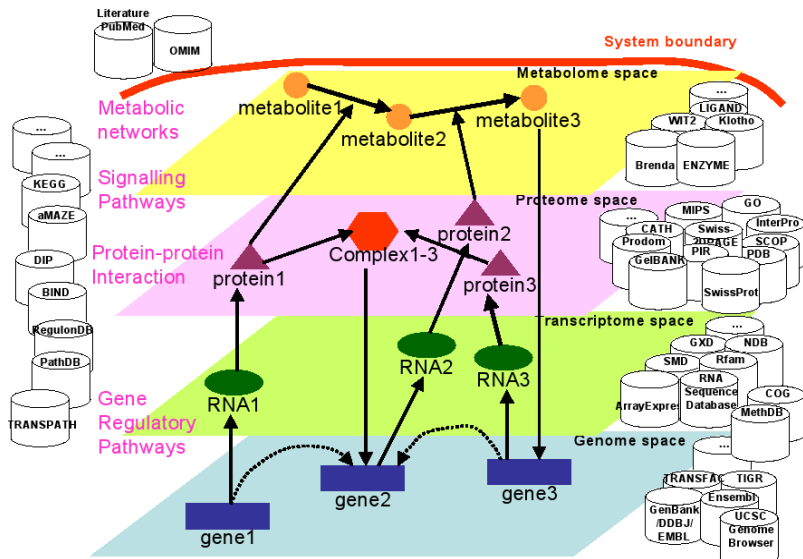 Literature
PubMed
OMIM
System boundary
Metabolome space
metabolite1
metabolite2
metabolite3
Metabolic
networks
Signalling
Pathways
Protein-protein
Interaction
Gene
Regulatory
Pathways
...
...
KEGG
aMAZE
DIP
BIND
RegulonDB
PathDB
TRANSPATH
...
LIGAND
WIT2
Klotho
Brenda
ENZYME
Proteome space
protein1
Complex1-3
protein2
protein3
...
MIPS
GO
CATH
Swiss-
2DPAGE
InterPro
Prodom
PIR
SCOP
GelBANK
PDB
SwissProt
Transcriptome space
RNA1
RNA2
RNA3
...
GXD
NDB
SMD
Rfam
ArrayExpres
RNA
Sequence
Database
COG
MethDB
Genome space
gene1
gene2
gene3
...
TRANSFAC
TIGR
GenBank
/DDBJ/
EMBL
Ensembl
UCSC
Genome
Browser